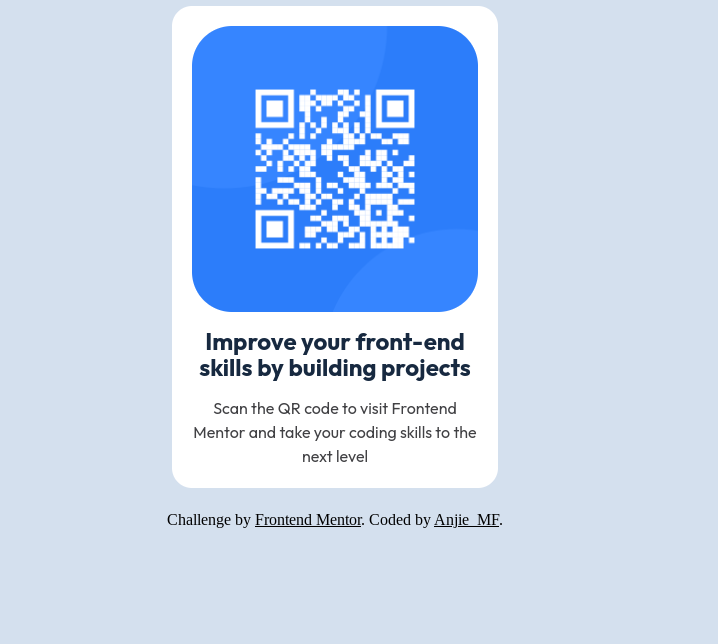 Improve your front-end
skills by building projects
Scan the QR code to visit Frontend
Mentor and take your coding skills to the
next level
Challenge by Frontend Mentor. Coded by Anjie_MF.